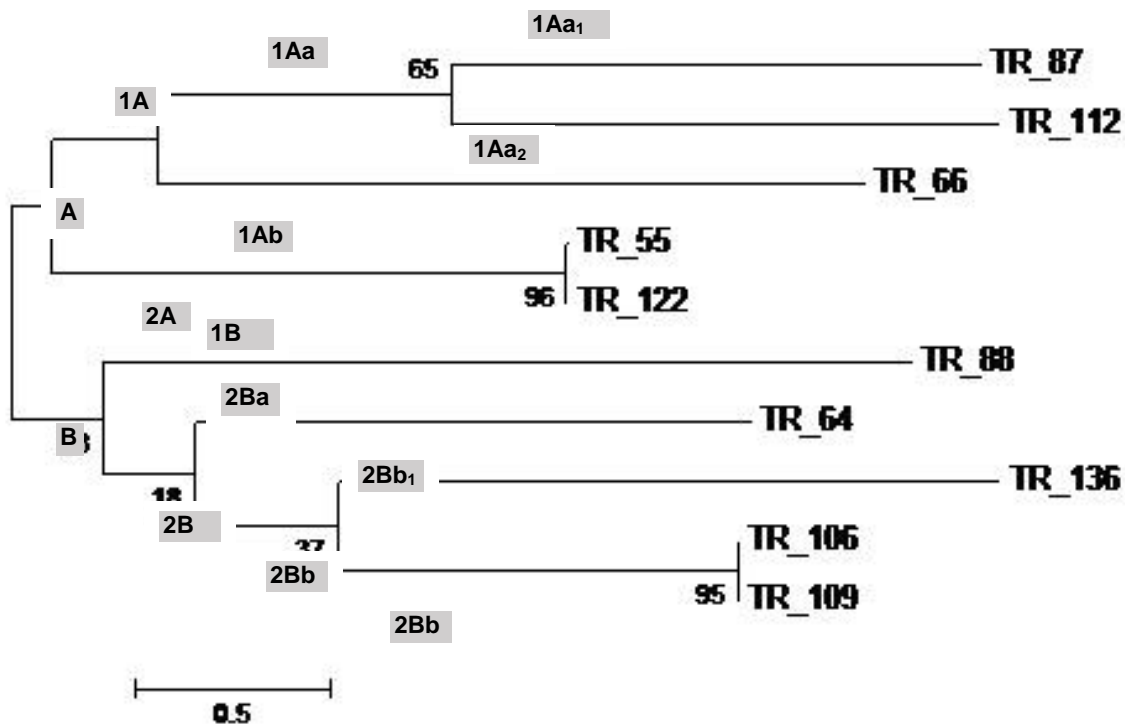 1Aa₁
1Aa
65
TR_87
1A
TR_112
1Aa₂
TR_66
A
1Ab
TR_55
96
TR_122
2A
1B
TR_88
2Ba
TR_64
B
2Bb₁
TR_136
18
2B
TR_106
37
2Bb
95
TR_109
2Bb
0.5